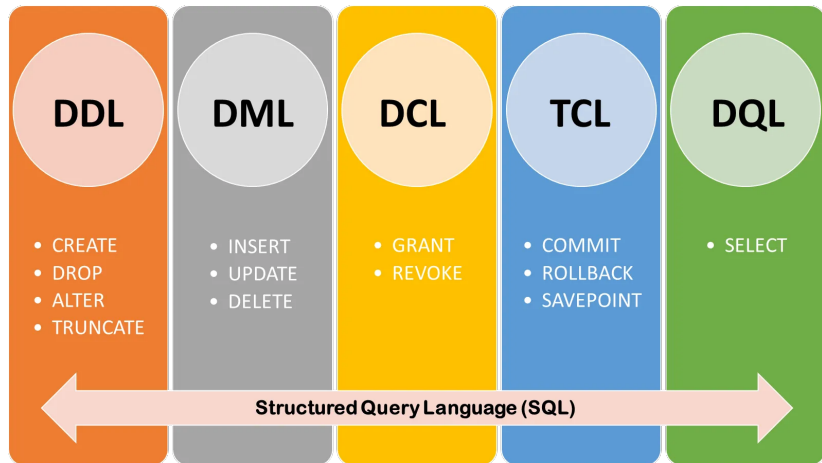 DDL
• CREATE
• DROP
• ALTER
• TRUNCATE
DML
• INSERT
• UPDATE
• DELETE
DCL
• GRANT
• REVOKE
TCL
• COMMIT
• ROLLBACK
• SAVEPOINT
DQL
• SELECT
Structured Query Language (SQL)